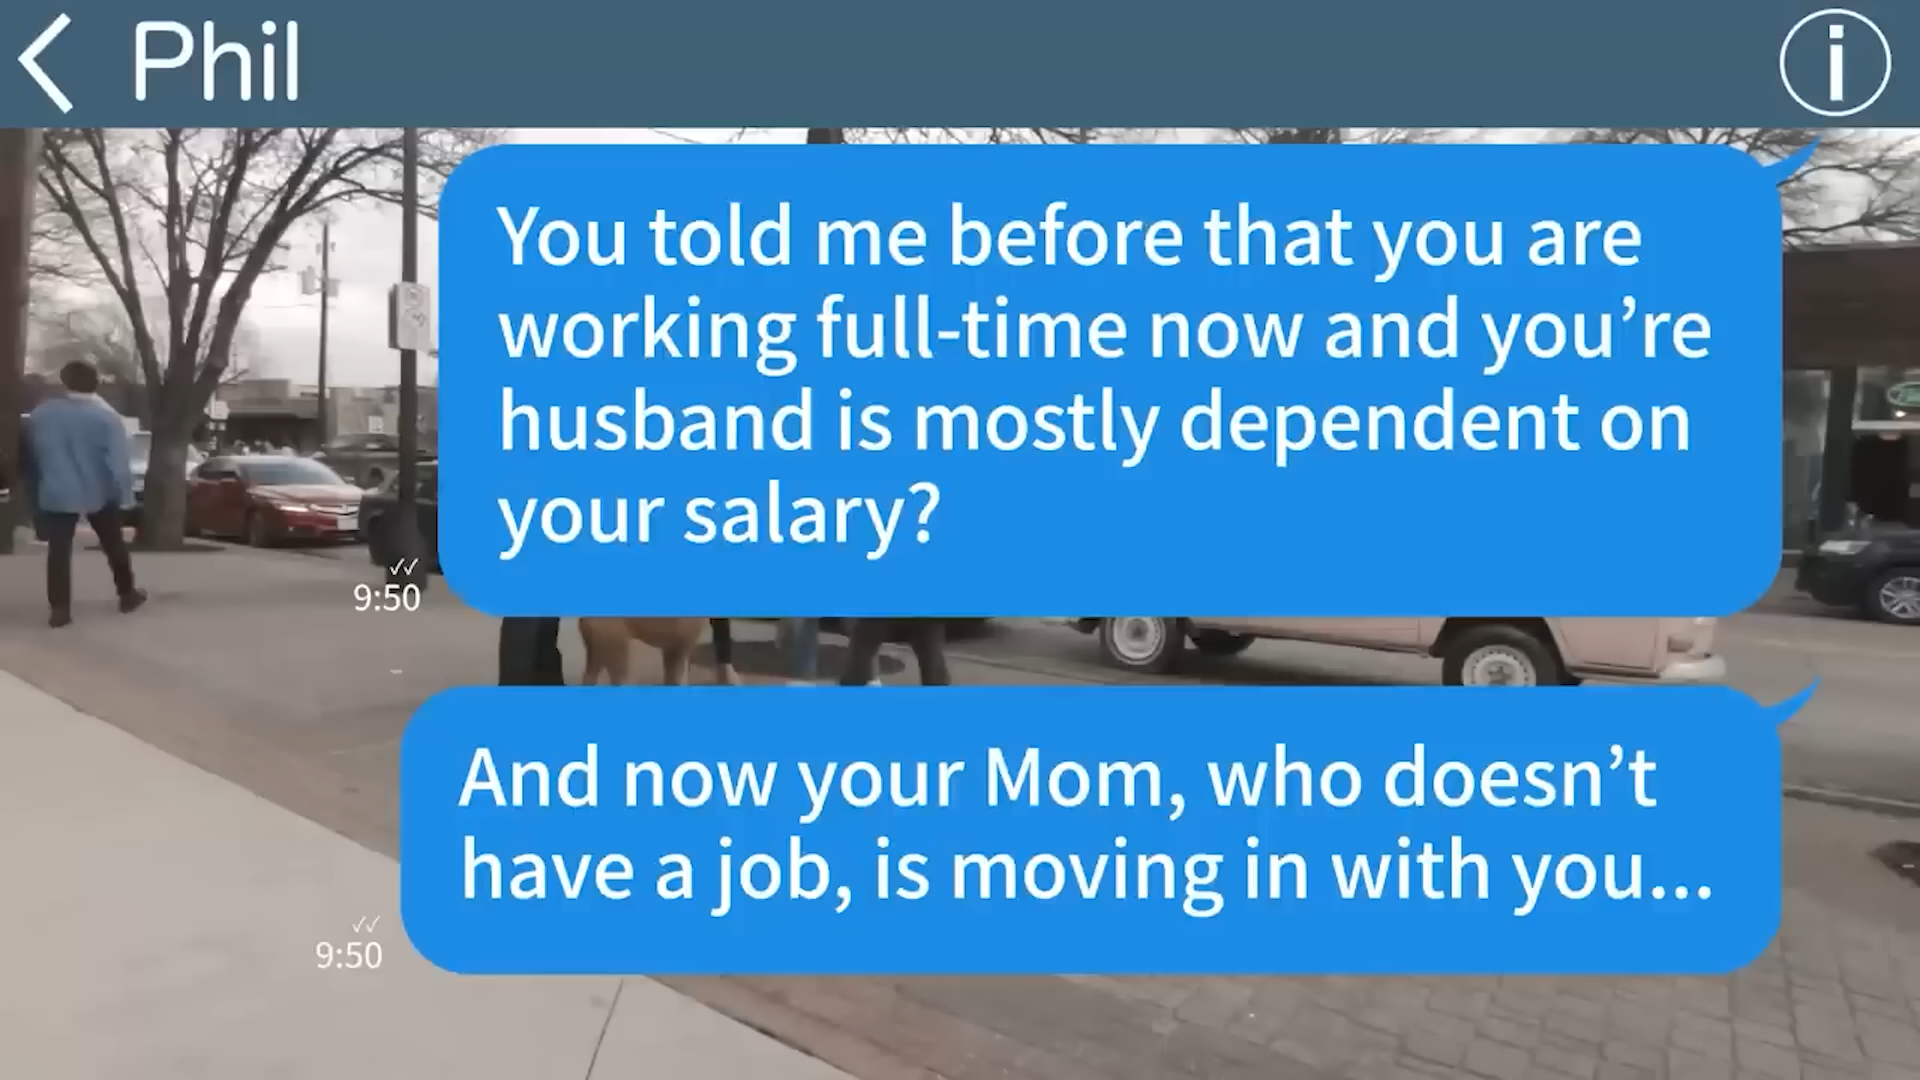 Phil
You told me before that you are
working full-time now and you’re
husband is mostly dependent on
your salary?
9:50
And now your Mom, who doesn’t
have a job, is moving in with you...
9:50